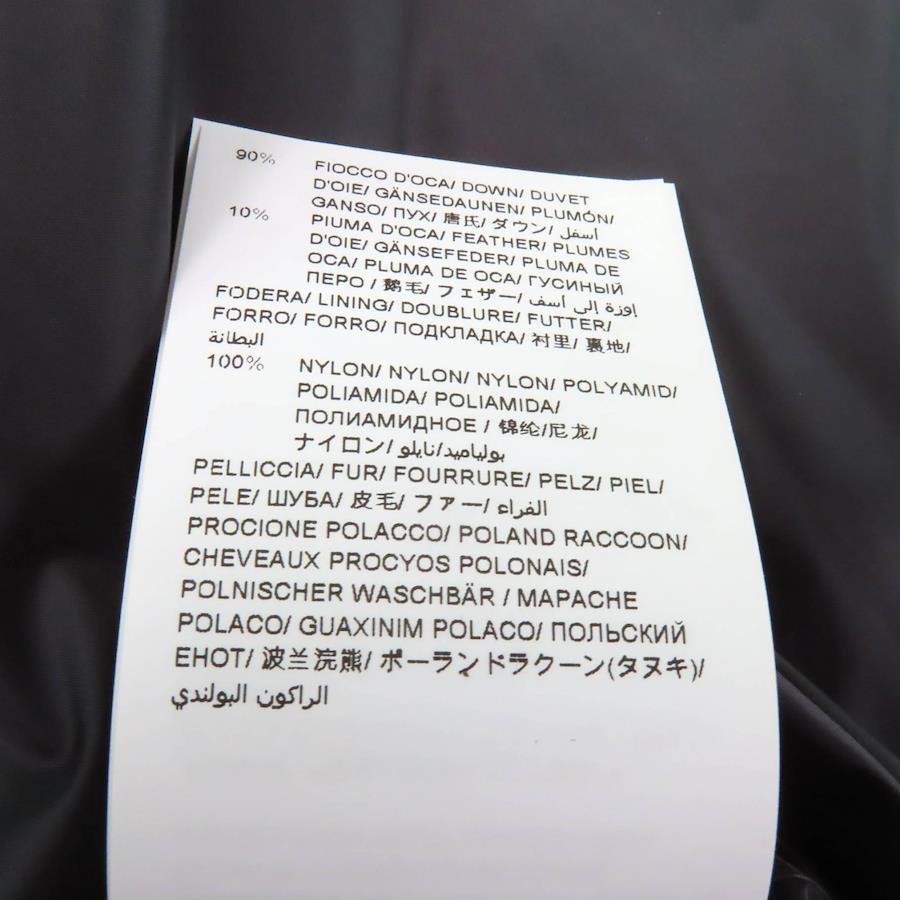 90% FIOCCO D'OCA/ DOWN/ DUVET
D'OIE/ GÄNSEDAUNEN/ PLUMÓN/
GANSO/ ПУХ/ 唐氏/ ダウン/ أسفل
10% PIUMA D'OCA/ FEATHER/ PLUMES
D'OIE/ GÄNSEFEDER/ PLUMA DE
OCA/ PLUMA DE OCA/ ГУСИНЫЙ
ПЕРО / 鹅毛/ フェザー/ اوزة إلى أسف
FODERA/ LINING/ DOUBLURE/ FUTTER/
FORRO/ FORRO/ ПОДКЛАДКА/ 衬里/ 裏地/
البطانة
100% NYLON/ NYLON/ NYLON/ POLYAMID/
POLIAMIDA/ POLIAMIDA/
ПОЛИАМИДНОЕ / 锦纶/尼龙/
ナイロン/ بولياميد/نايلو
PELLICCIA/ FUR/ FOURRURE/ PELZ/ PIEL/
PELE/ ШУБА/ 皮毛/ ファー/ الفراء
PROCIONE POLACCO/ POLAND RACCOON/
CHEVEAUX PROCYOS POLONAIS/
POLNISCHER WASCHBÄR / MAPACHE
POLACO/ GUAXINIM POLACO/ ПОЛЬСКИЙ
ЕНОТ/ 波兰浣熊/ ポーランドラクーン(タヌキ)/
الراكون البولندي